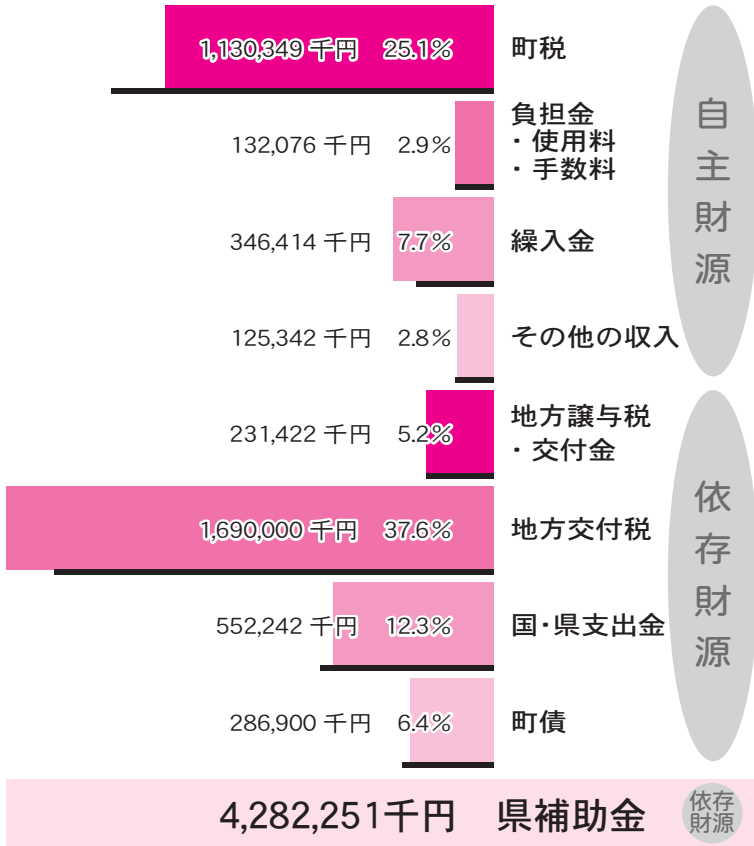 1,130,349 千円 25.1% 町税
132,076 千円 2.9% 負担金
・使用料
・手数料
346,414 千円 7.7% 繰入金
125,342 千円 2.8% その他の収入
自主財源
231,422 千円 5.2% 地方譲与税
・交付金
1,690,000 千円 37.6% 地方交付税
552,242 千円 12.3% 国・県支出金
286,900 千円 6.4% 町債
依存財源
4,282,251千円 県補助金
依存
財源